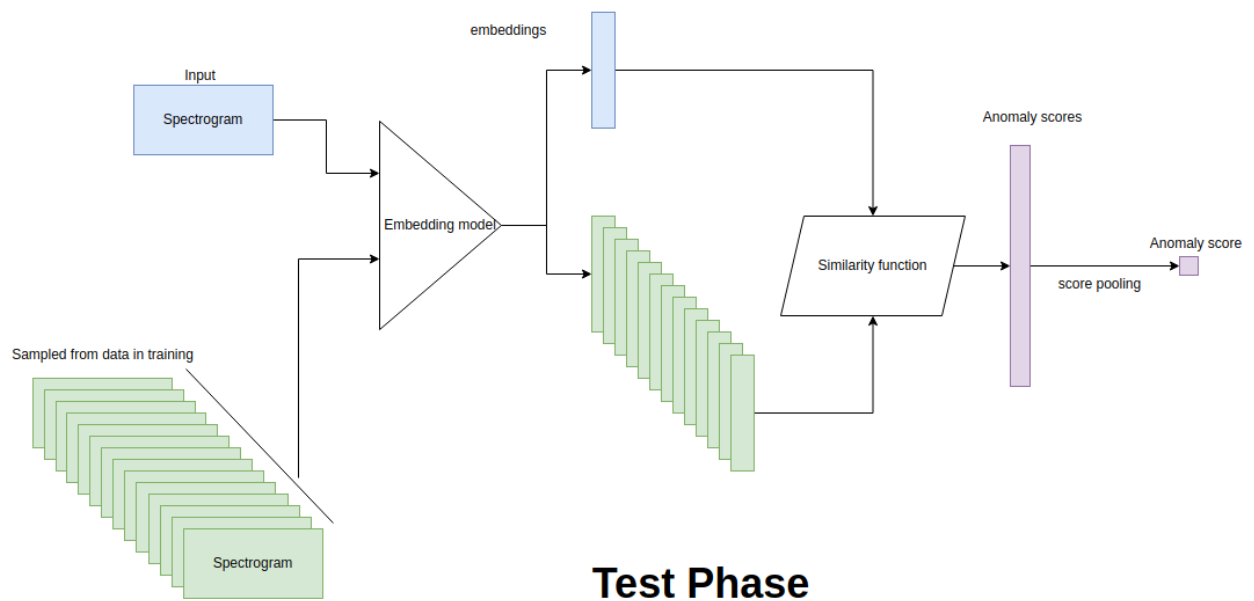 embeddings
Input
Spectrogram
Anomaly scores
Embedding model
Similarity function
Anomaly score
score pooling
Sampled from data in training
Spectrogram
Test Phase